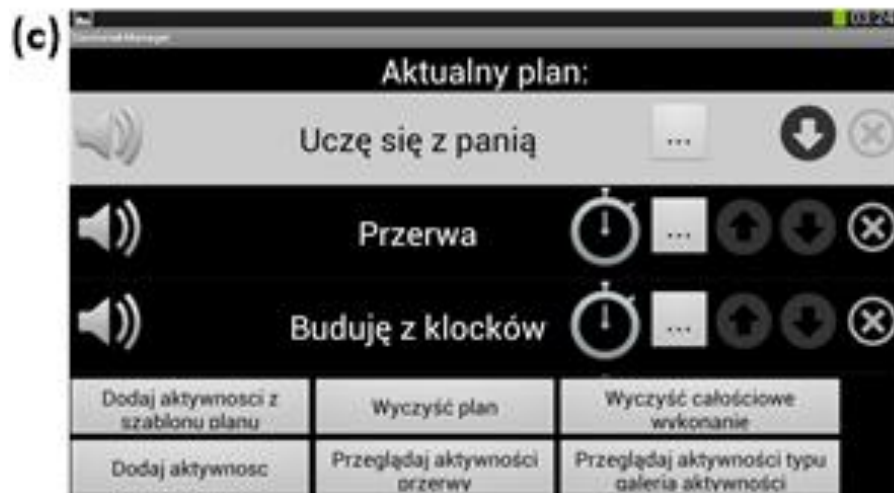 (c)
03:24
Aktualny plan:
Uczę się z panią
...
Przerwa
...
Buduję z klocków
...
Dodaj aktywnosci z
szablonu planu
Wyczyść plan
Wyczyść całościowe
wykonanie
Dodaj aktywnosc
Przeglądaj aktywności
przerwy
Przeglądaj aktywności typu
galeria aktywności